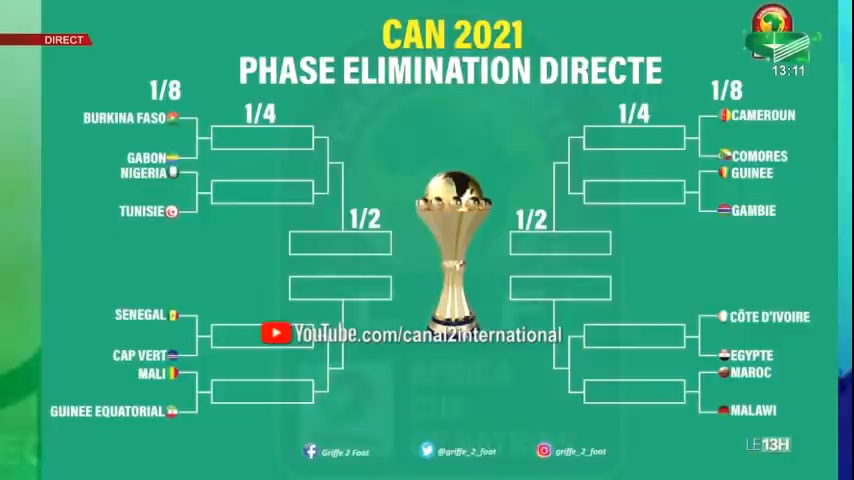 DIRECT
CAN 2021
PHASE ELIMINATION DIRECTE
13:11
1/8
1/4
BURKINA FASO
GABON
NIGERIA
TUNISIE
1/2
SENEGAL
CAP VERT
MALI
GUINEE EQUATORIAL
1/4
1/8
CAMEROUN
COMORES
GUINEE
GAMBIE
1/2
CÔTE D'IVOIRE
EGYPTE
MAROC
MALAWI
YouTube.com/canal2international
Griffe 2 Foot
@griffe_2_foot
griffe_2_foot
LE13H